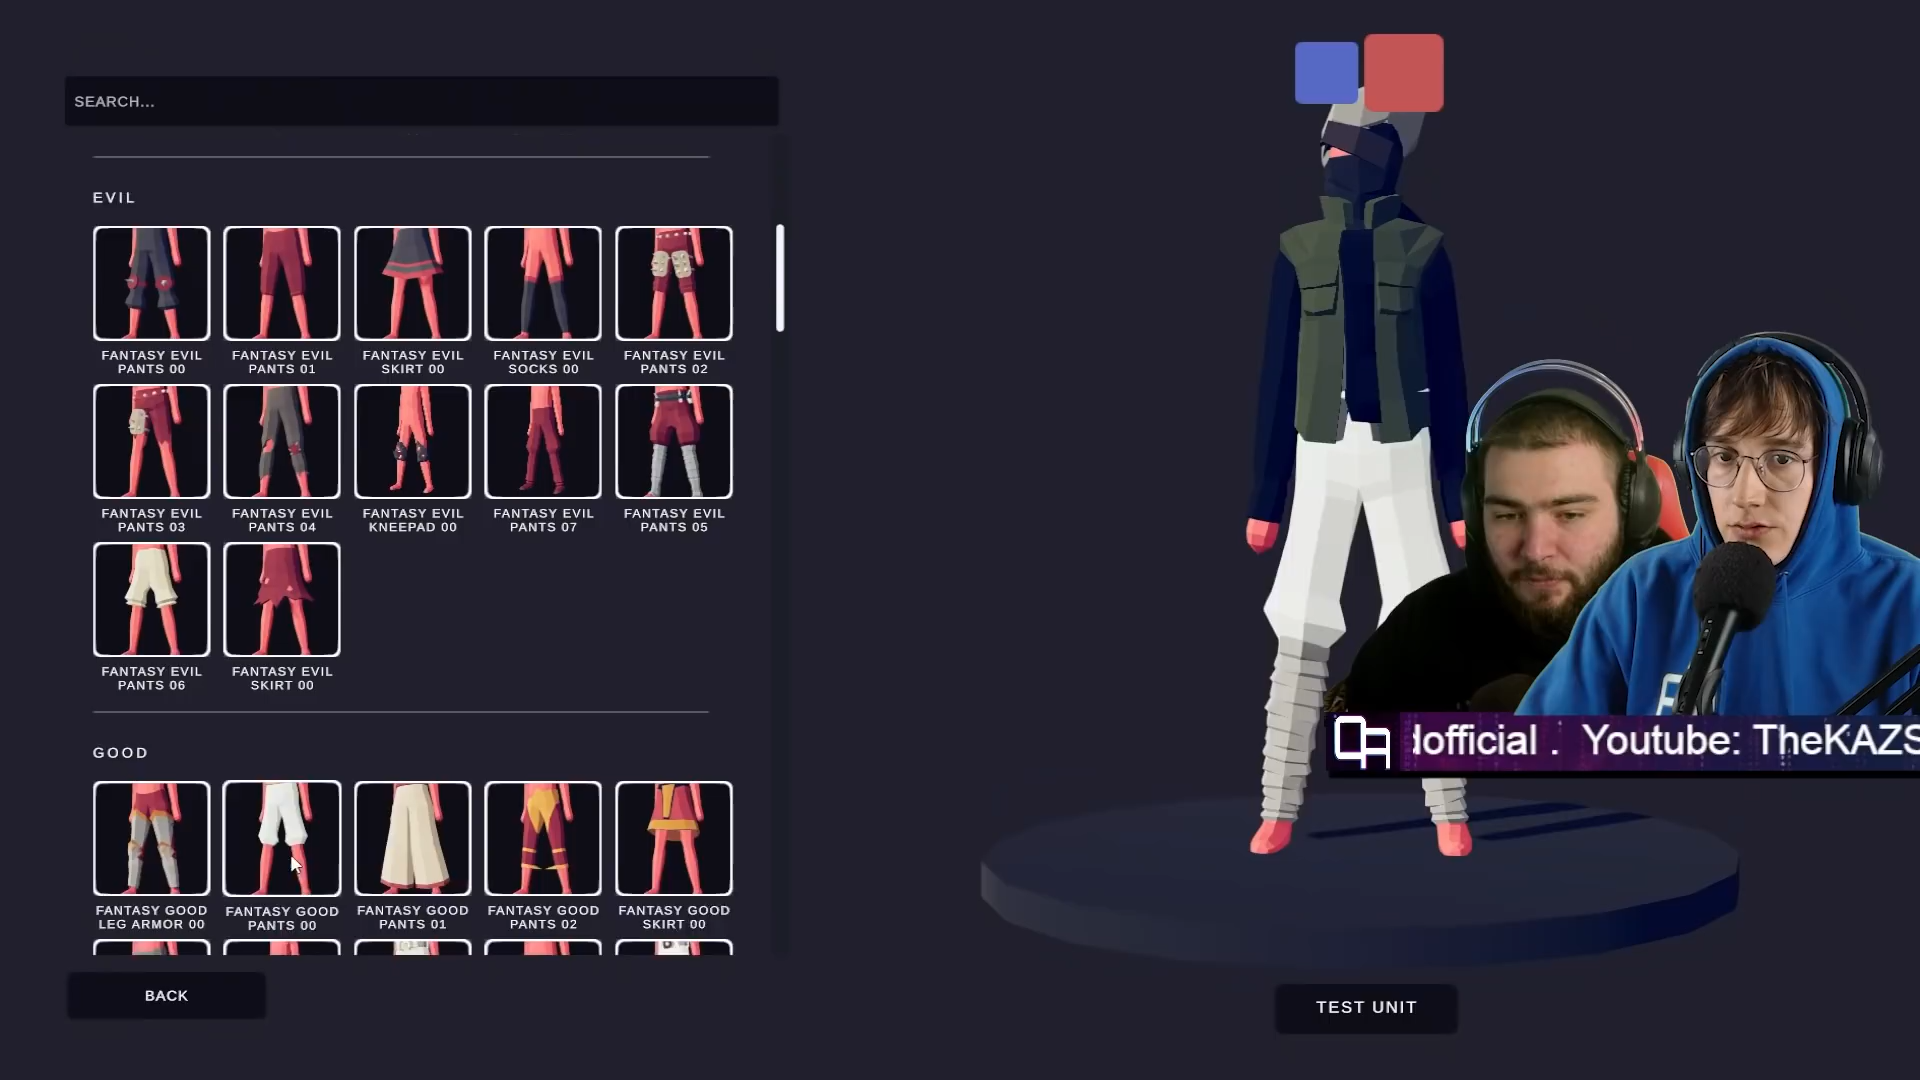 SEARCH...
EVIL
FANTASY EVIL PANTS 00
FANTASY EVIL PANTS 01
FANTASY EVIL SKIRT 00
FANTASY EVIL SOCKS 00
FANTASY EVIL PANTS 02
FANTASY EVIL PANTS 03
FANTASY EVIL PANTS 04
FANTASY EVIL KNEEPAD 00
FANTASY EVIL PANTS 07
FANTASY EVIL PANTS 05
FANTASY EVIL PANTS 06
FANTASY EVIL SKIRT 00
GOOD
FANTASY GOOD LEG ARMOR 00
FANTASY GOOD PANTS 00
FANTASY GOOD PANTS 01
FANTASY GOOD PANTS 02
FANTASY GOOD SKIRT 00
BACK
TEST UNIT
dofficial . Youtube: TheKAZS